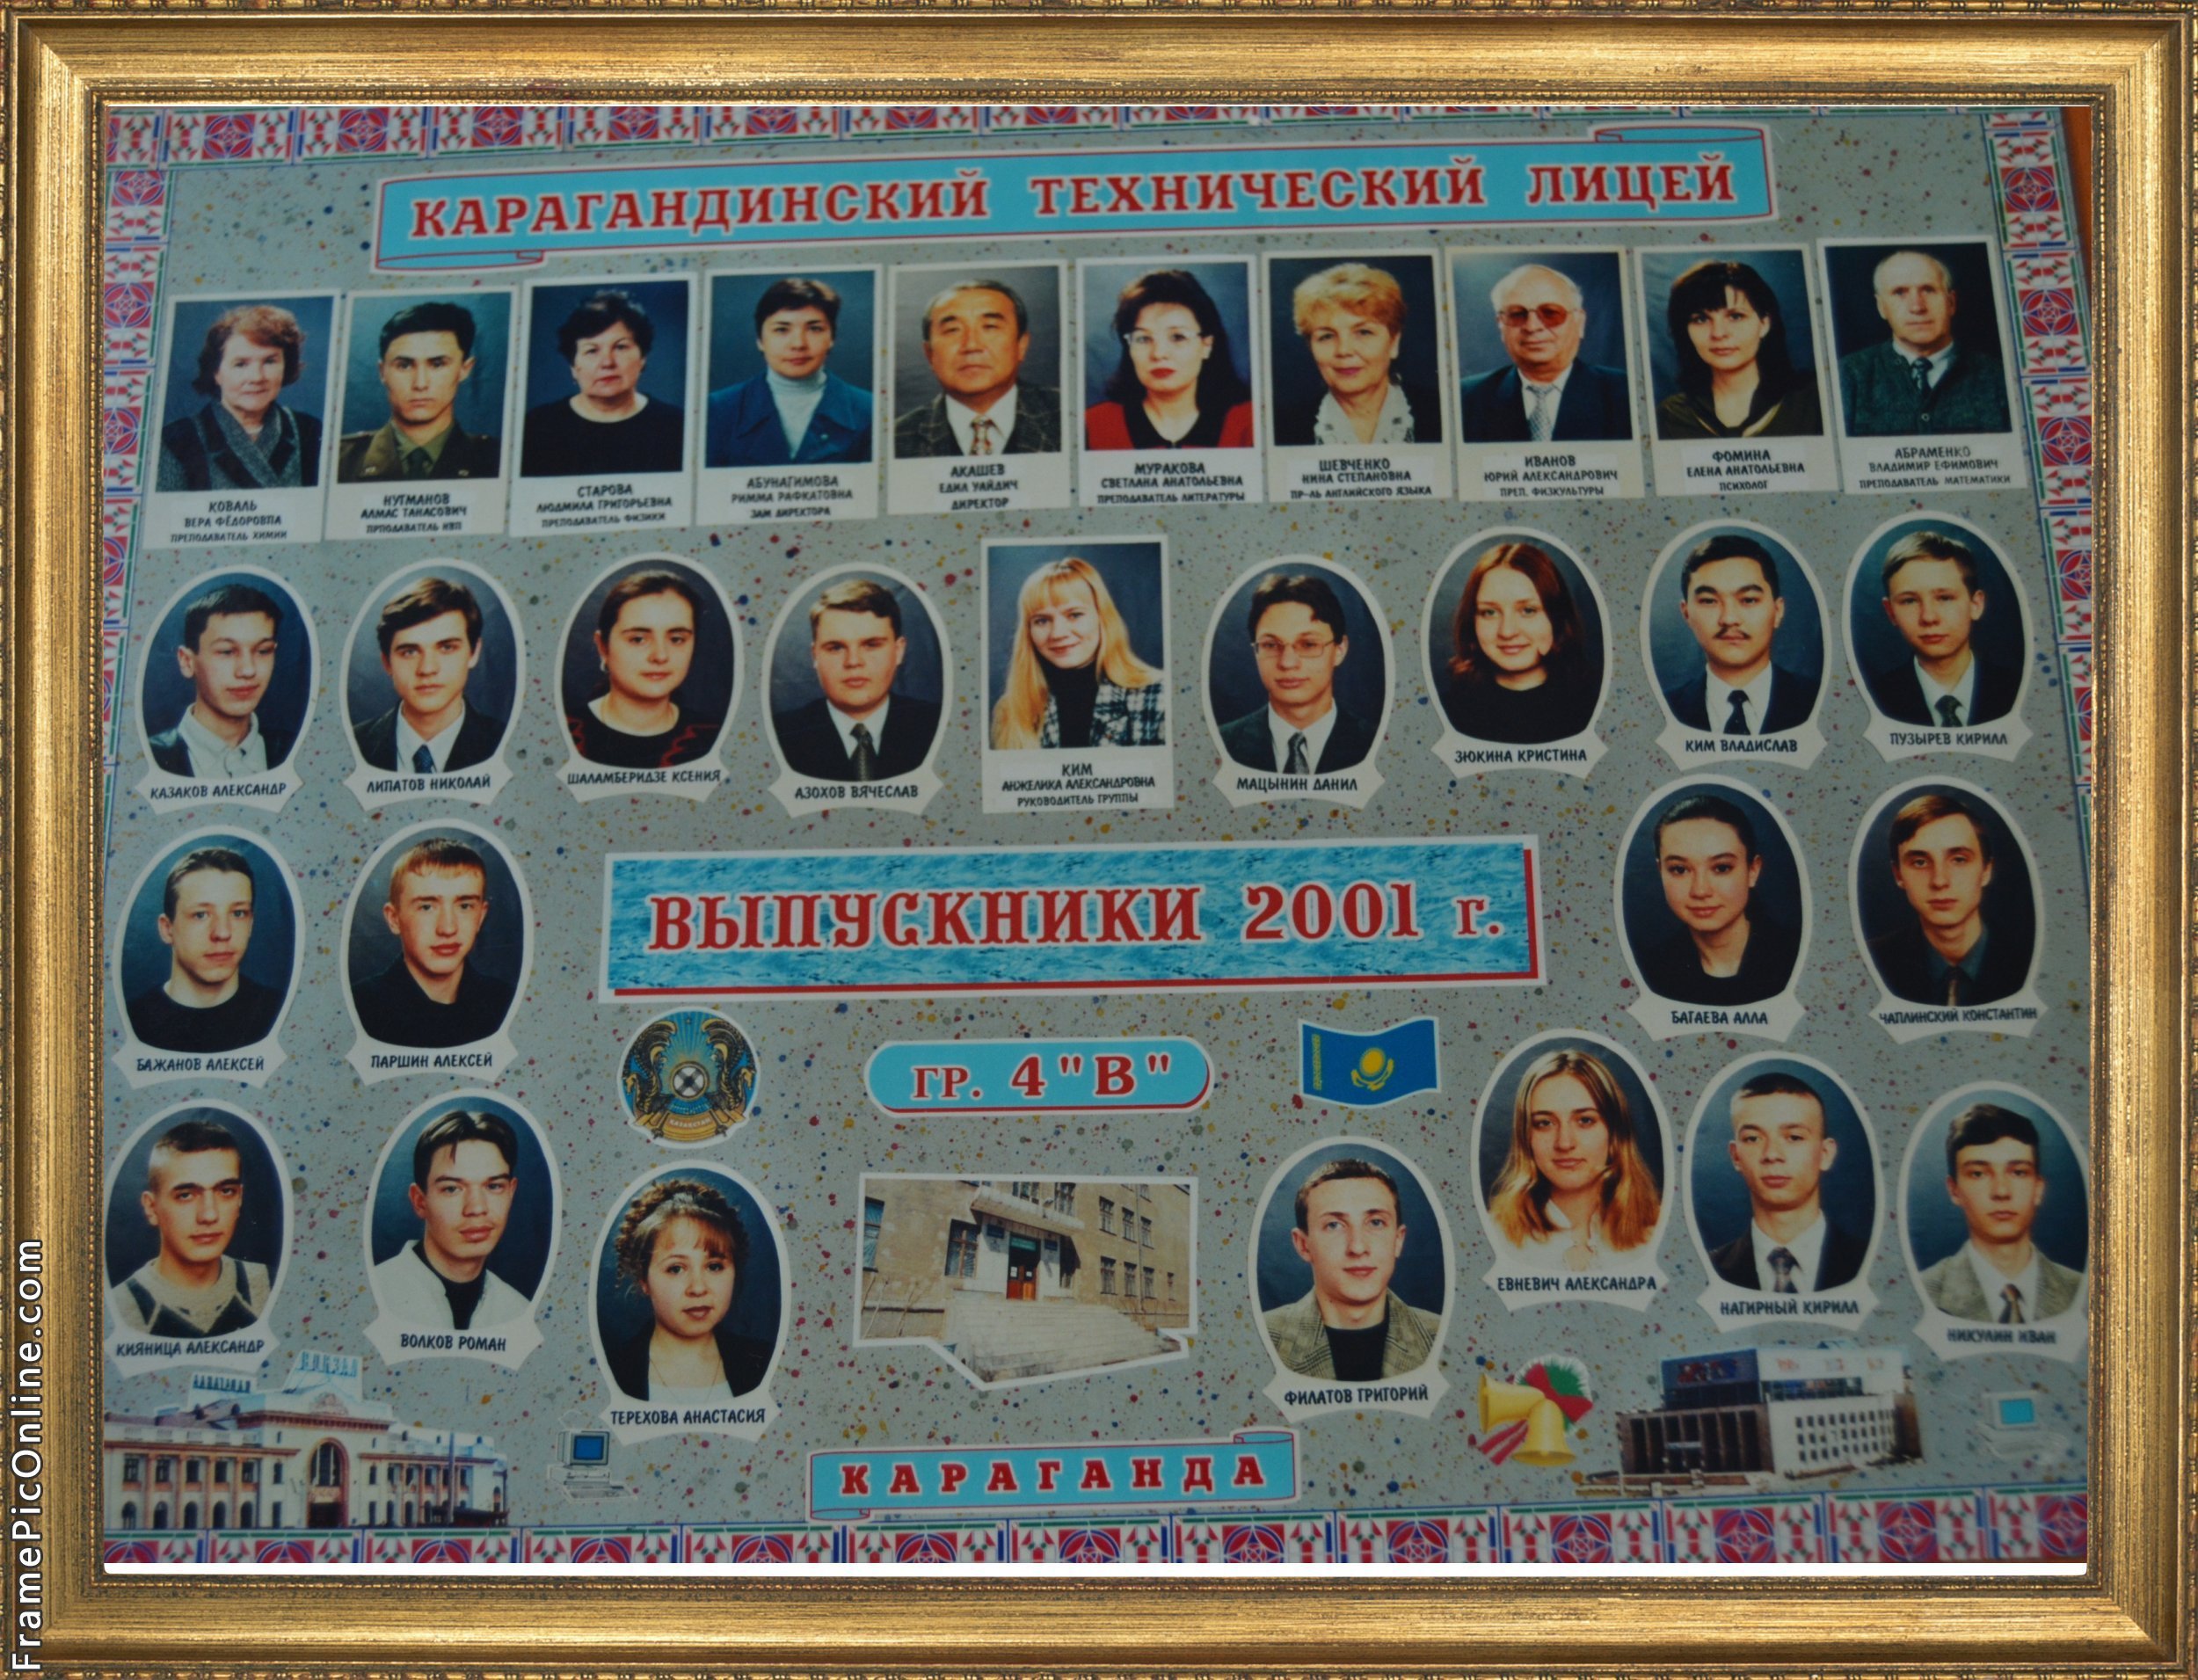 КАРАГАНДИНСКИЙ ТЕХНИЧЕСКИЙ ЛИЦЕЙ
КОВАЛЬ
ВЕРА ФЁДОРОВПА
ПРЕПОДАВАТЕЛЬ ХИМИИ
НУГМАНОВ
АЛМАС ТАНАСОВИЧ
ПРПОДАВАТЕЛЬ НВП
СТАРОВА
ЛЮДМИЛА ГРИГОРЬЕВНА
ПРЕПОДАВАТЕЛЬ ФИЗИКИ
АБУНАГИМОВА
РИММА РАФКАТОВНА
ЗАМ ДИРЕКТОРА
АКАШЕВ
ЕДИЛ УАЙДИЧ
ДИРЕКТОР
МУРАКОВА
СВЕТЛАНА АНАТОЛЬЕВНА
ПРЕПОДАВАТЕЛЬ ЛИТЕРАТУРЫ
ШЕВЧЕНКО
НИНА СТЕПАНОВНА
ПР-ЛЬ АНГЛИЙСКОГО ЯЗЫКА
ИВАНОВ
ЮРИЙ АЛЕКСАНДРОВИЧ
ПРЕП. ФИЗКУЛЬТУРЫ
ФОМИНА
ЕЛЕНА АНАТОЛЬЕВНА
ПСИХОЛОГ
АБРАМЕНКО
ВЛАДИМИР ЕФИМОВИЧ
ПРЕПОДАВАТЕЛЬ МАТЕМАТИКИ
КАЗАКОВ АЛЕКСАНДР
ЛИПАТОВ НИКОЛАЙ
ШАЛАМБЕРИДЗЕ КСЕНИЯ
АЗОХОВ ВЯЧЕСЛАВ
КИМ
АНЖЕЛИКА АЛЕКСАНДРОВНА
РУКОВОДИТЕЛЬ ГРУППЫ
МАЦЫНИН ДАНИЛ
ЗЮКИНА КРИСТИНА
КИМ ВЛАДИСЛАВ
ПУЗЫРЕВ КИРИЛЛ
БАЖАНОВ АЛЕКСЕЙ
ПАРШИН АЛЕКСЕЙ
ВЫПУСКНИКИ 2001 г.
БАГАЕВА АЛЛА
ЧАПЛИНСКИЙ КОНСТАНТИН
ГР. 4"В"
КИЯНИЦА АЛЕКСАНДР
ВОЛКОВ РОМАН
ТЕРЕХОВА АНАСТАСИЯ
ФИЛАТОВ ГРИГОРИЙ
ЕВНЕВИЧ АЛЕКСАНДРА
НАГИРНЫЙ КИРИЛЛ
НИКУЛИН ИВАН
ВОКЗАЛ
КАРАГАНДА
FramePicOnline.com